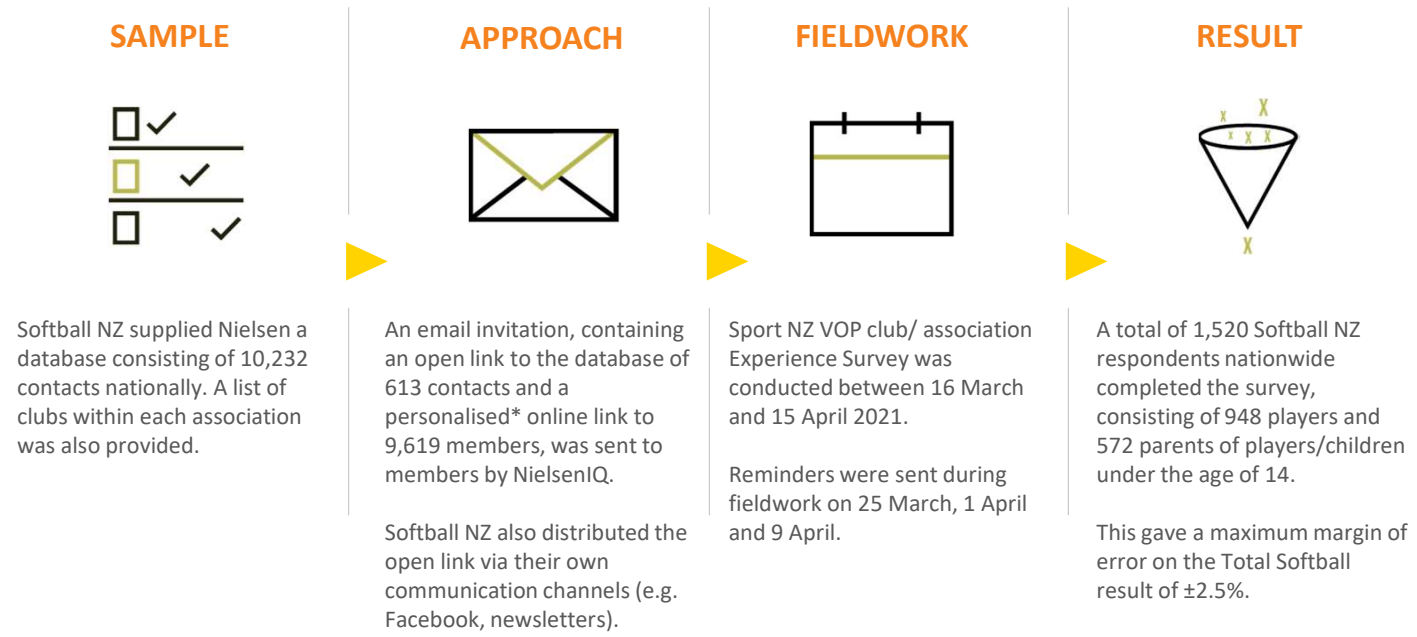 SAMPLE
Softball NZ supplied Nielsen a
database consisting of 10,232
contacts nationally. A list of
clubs within each association
was also provided.
APPROACH
An email invitation, containing
an open link to the database of
613 contacts and a
personalised* online link to
9,619 members, was sent to
members by NielsenIQ.
Softball NZ also distributed the
open link via their own
communication channels (e.g.
Facebook, newsletters).
FIELDWORK
Sport NZ VOP club/ association
Experience Survey was
conducted between 16 March
and 15 April 2021.
Reminders were sent during
fieldwork on 25 March, 1 April
and 9 April.
RESULT
A total of 1,520 Softball NZ
respondents nationwide
completed the survey,
consisting of 948 players and
572 parents of players/children
under the age of 14.
This gave a maximum margin of
error on the Total Softball
result of ±2.5%.